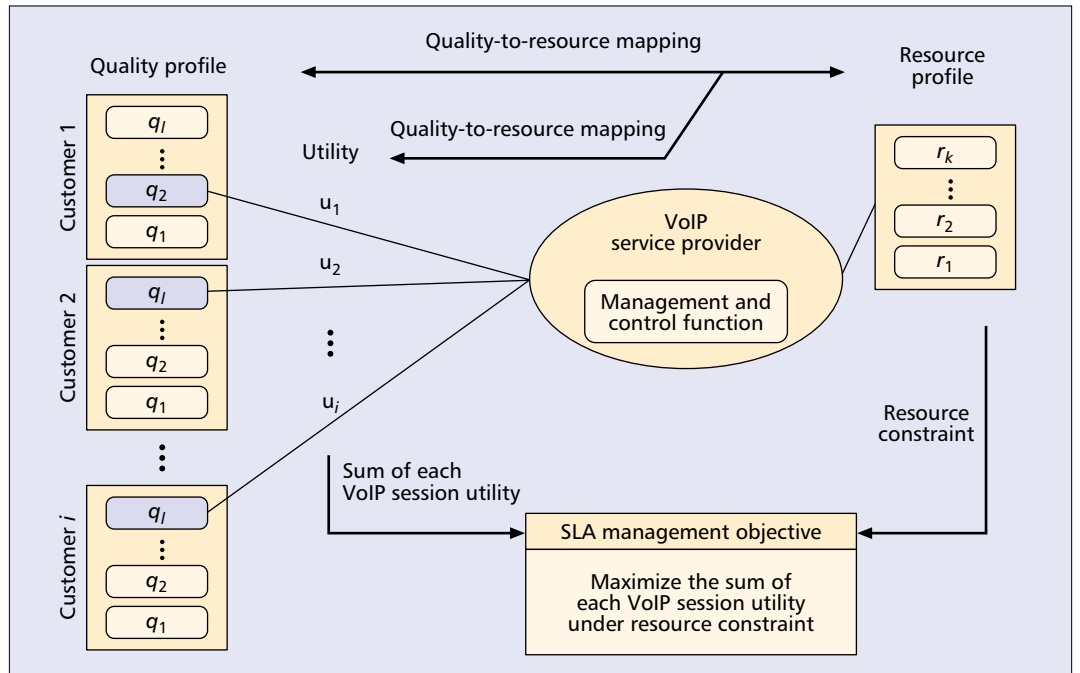 Quality-to-resource mapping
Quality profile
Resource
profile
Quality-to-resource mapping
Utility
Customer 1
q_l
q_2
q_1
u_1
u_2
u_i
Customer 2
q_l
q_2
q_1
Customer i
q_l
q_2
q_1
VoIP
service provider
Management and
control function
r_k
r_2
r_1
Resource
constraint
Sum of each
VoIP session utility
SLA management objective
Maximize the sum of
each VoIP session utility
under resource constraint